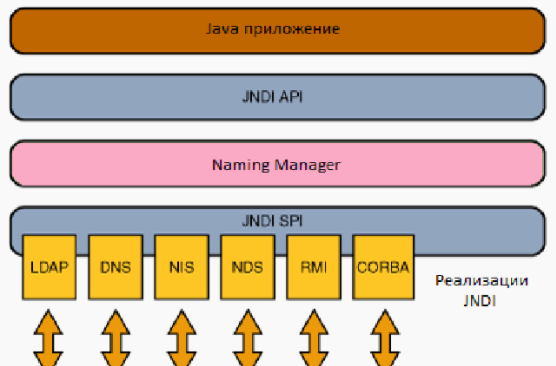 Java приложение
JNDI API
Naming Manager
JNDI SPI
LDAP DNS NIS NDS RMI CORBA
Реализации
JNDI